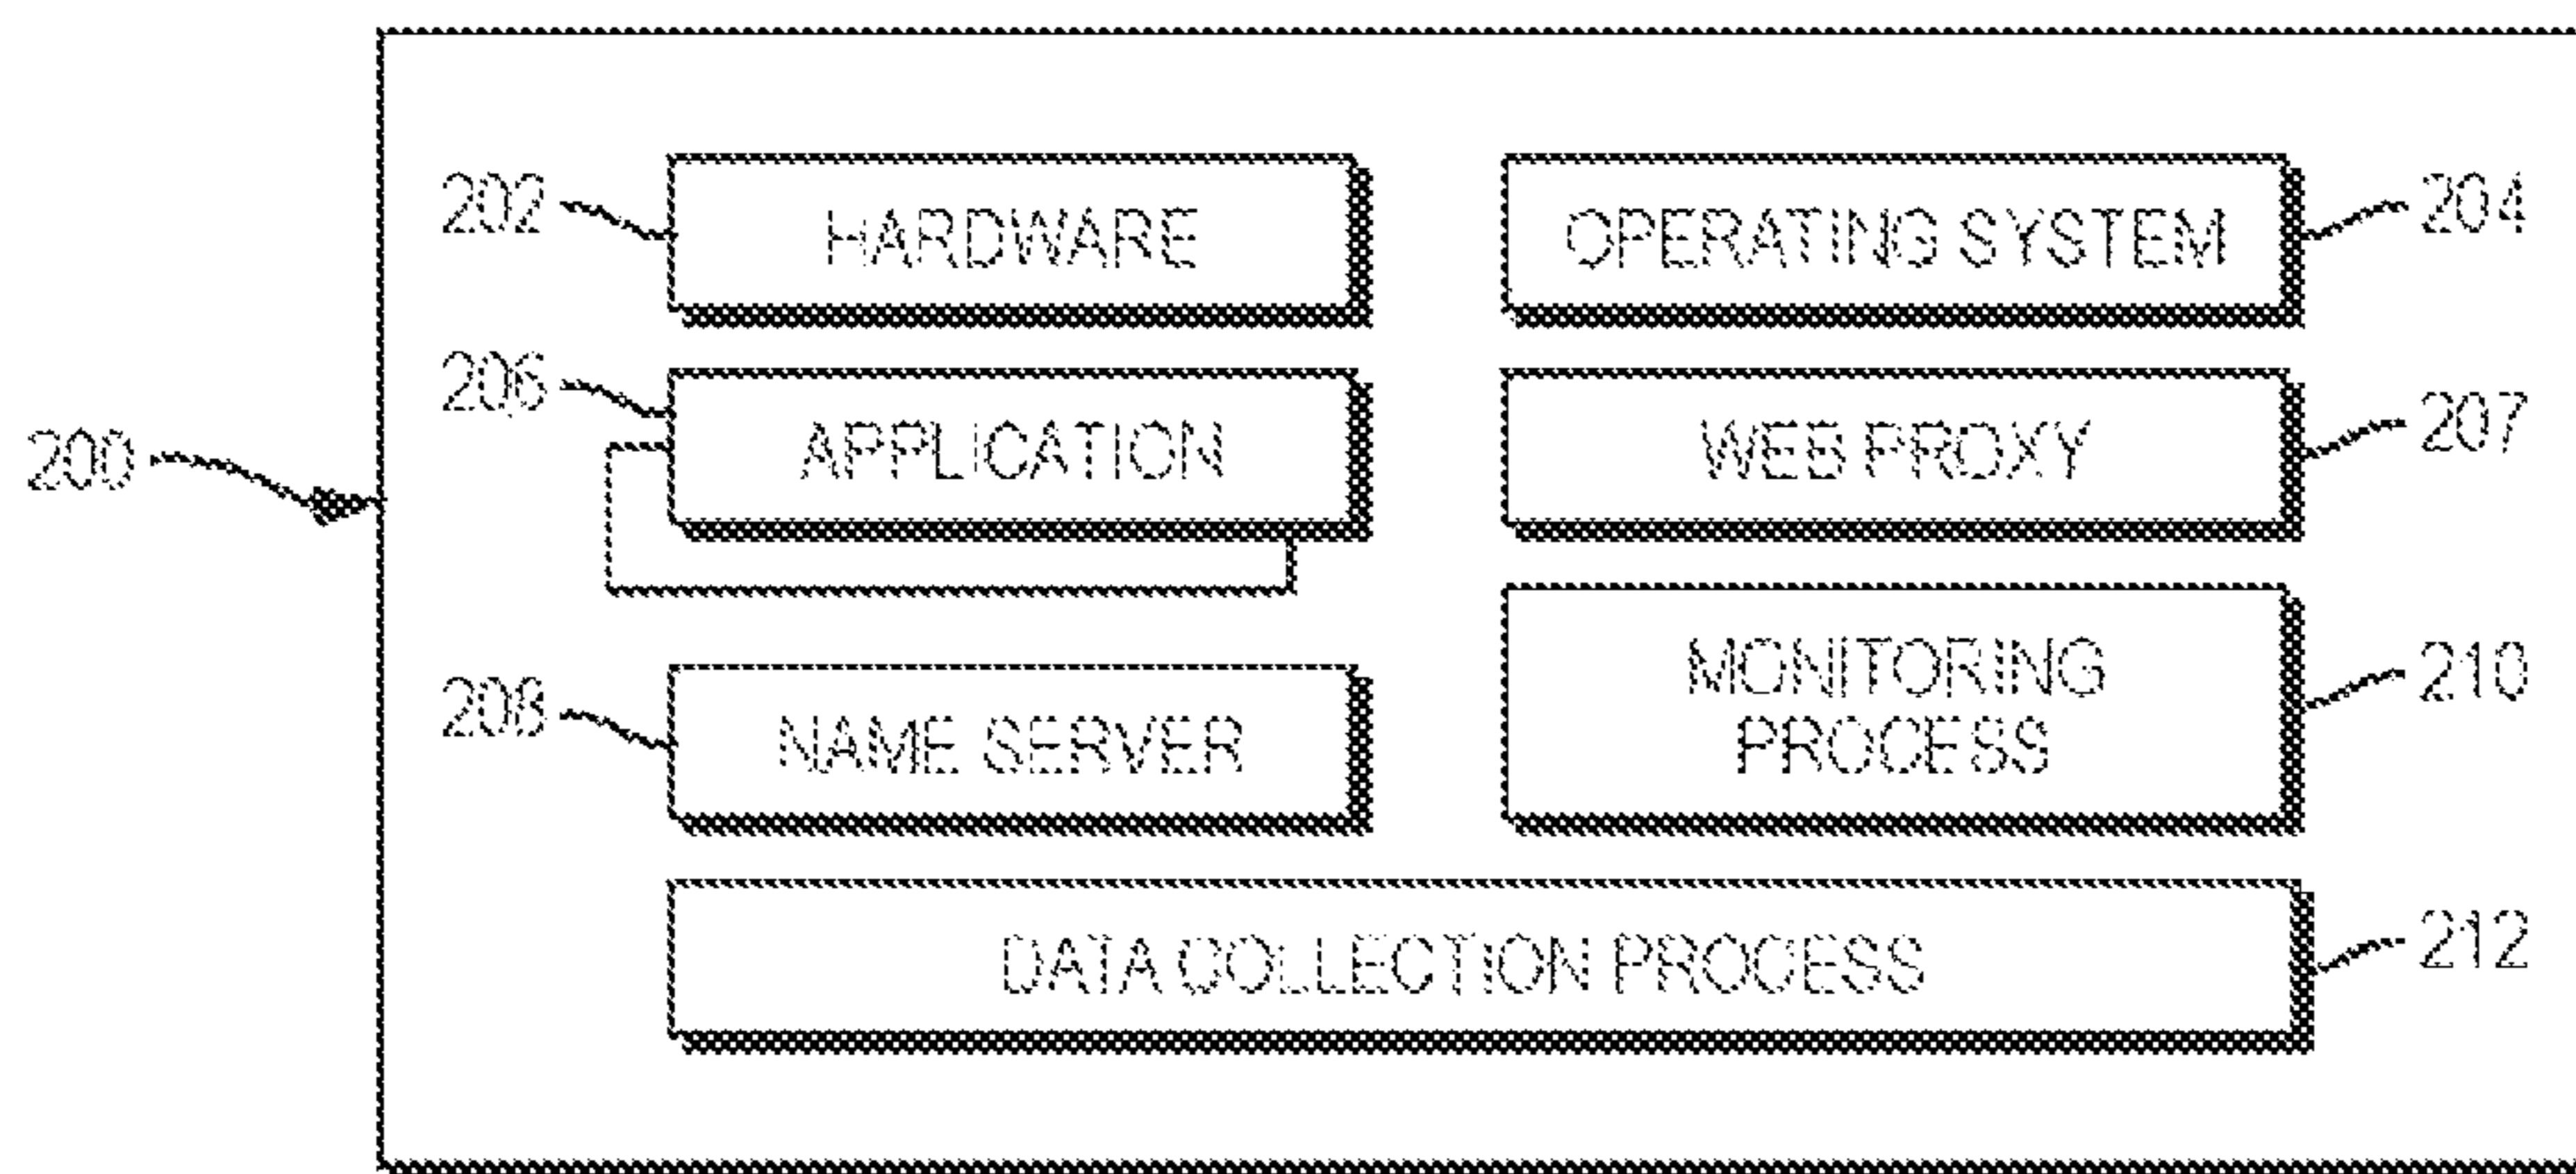 202 HARDWARE OPERATING SYSTEM 204
206 APPLICATION WEB PROXY 207
200
208 NAME SERVER MONITORING PROCESS 210
DATA COLLECTION PROCESS 212